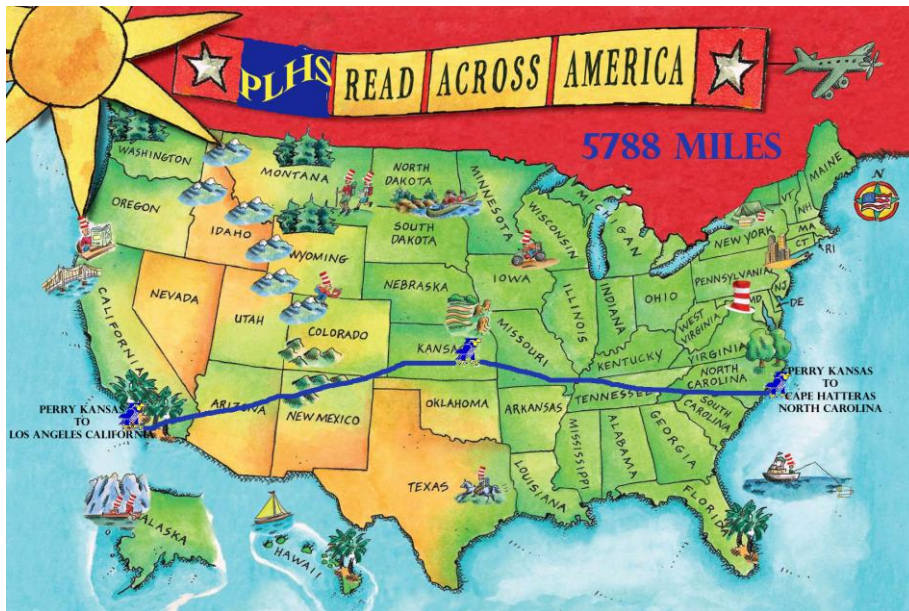 PLHS READ ACROSS AMERICA
5788 MILES
WASHINGTON
MONTANA
NORTH
DAKOTA
MINNESOTA
MAINE
N
VT
NH
OREGON
IDAHO
WYOMING
SOUTH
DAKOTA
WISCONSIN
MICHIGAN
NEW YORK
MA
CT
RI
NEVADA
UTAH
COLORADO
NEBRASKA
IOWA
ILLINOIS
INDIANA
OHIO
PENNSYLVANIA
NJ
MD
DE
WEST
VIRGINIA
VIRGINIA
CALIFORNIA
KANSAS
MISSOURI
KENTUCKY
NORTH
CAROLINA
PERRY KANSAS
TO
CAPE HATTERAS
NORTH CAROLINA
PERRY KANSAS
TO
LOS ANGELES CALIFORNIA
ARIZONA
NEW MEXICO
OKLAHOMA
ARKANSAS
TENNESSEE
SOUTH
CAROLINA
MISSISSIPPI
ALABAMA
GEORGIA
TEXAS
LOUISIANA
FLORIDA
ALASKA
HAWAII